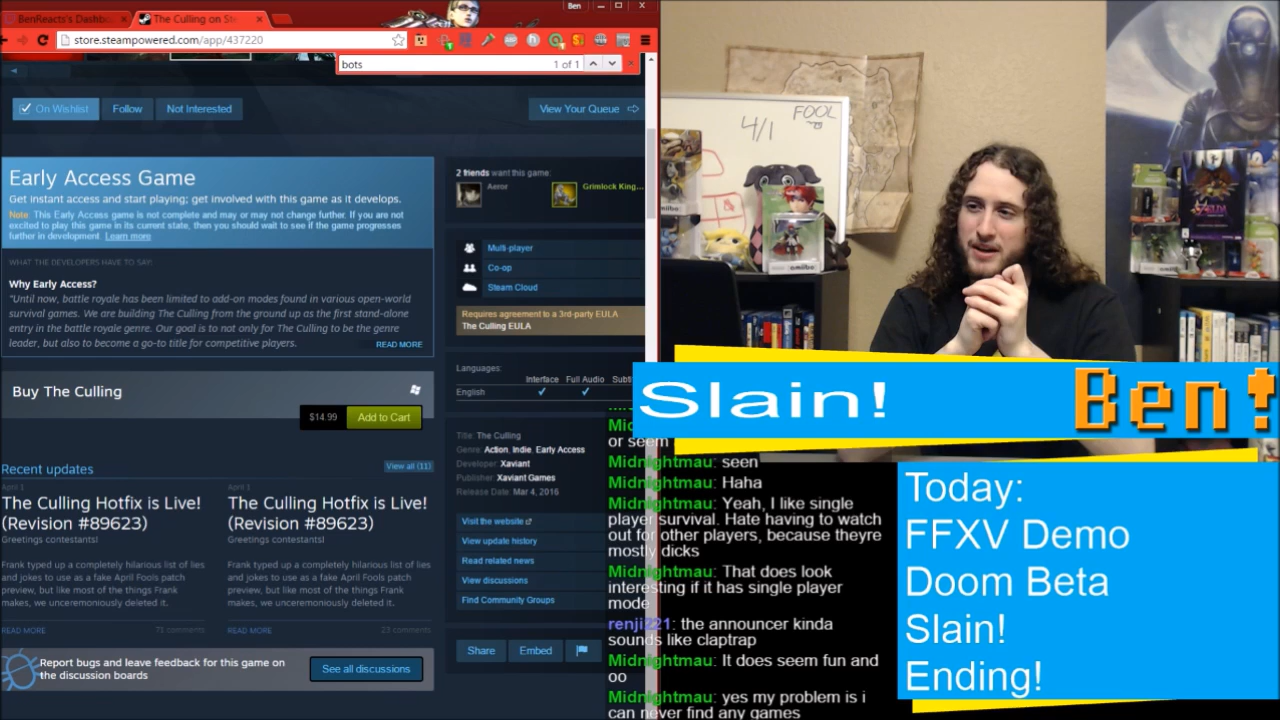 BenReacts's Dashbo
The Culling on Ste
Ben
store.steampowered.com/app/437220
bots
1 of 1
On Wishlist
Follow
Not Interested
View Your Queue
Early Access Game
Get instant access and start playing; get involved with this game as it develops.
Note: This Early Access game is not complete and may or may not change further. If you are
not excited to play this game in its current state, then you should wait to see if the game progresses
further in development. Learn more
WHAT THE DEVELOPERS HAVE TO SAY:
Why Early Access?
"Until now, battle royale has been limited to add-on modes found in various open-world
survival games. We are building The Culling from the ground up as the first stand-alone
entry in the battle royale genre. Our goal is to not only for The Culling to be the genre
leader, but also to become a go-to title for competitive players.
READ MORE
Buy The Culling
$14.99
Add to Cart
Recent updates
View all (11)
April 1
The Culling Hotfix is Live!
(Revision #89623)
Greetings contestants!
Frank typed up a completely hilarious list of lies
and jokes to use as a fake April Fools patch
preview, but like most of the things Frank
makes, we unceremoniously deleted it.
READ MORE
71 comments
April 1
The Culling Hotfix is Live!
(Revision #89623)
Greetings contestants!
Frank typed up a completely hilarious list of lies
and jokes to use as a fake April Fools patch
preview, but like most of the things Frank
makes, we unceremoniously deleted it.
READ MORE
23 comments
Report bugs and leave feedback for this game on
the discussion boards
See all discussions
2 friends want this game:
Aeror
Grimlock King...
Multi-player
Co-op
Steam Cloud
Requires agreement to a 3rd-party EULA
The Culling EULA
Languages:
Interface
Full Audio
Subti
English
Title: The Culling
Genre: Action, Indie, Early Access
Developer: Xaviant
Publisher: Xaviant Games
Release Date: Mar 4, 2016
Visit the website
View update history
Read related news
View discussions
Find Community Groups
Share
Embed
4/1
FOOL
amiibo
Slain!
Ben!
or seem
Midnightmau: seen
Midnightmau: Haha
Midnightmau: Yeah, I like single
player survival. Hate having to watch
out for other players, because theyre
mostly dicks
Midnightmau: That does look
interesting if it has single player
mode
renji221: the announcer kinda
sounds like claptrap
Midnightmau: It does seem fun and
oo
Midnightmau: yes my problem is i
can never find any games
Today:
FFXV Demo
Doom Beta
Slain!
Ending!